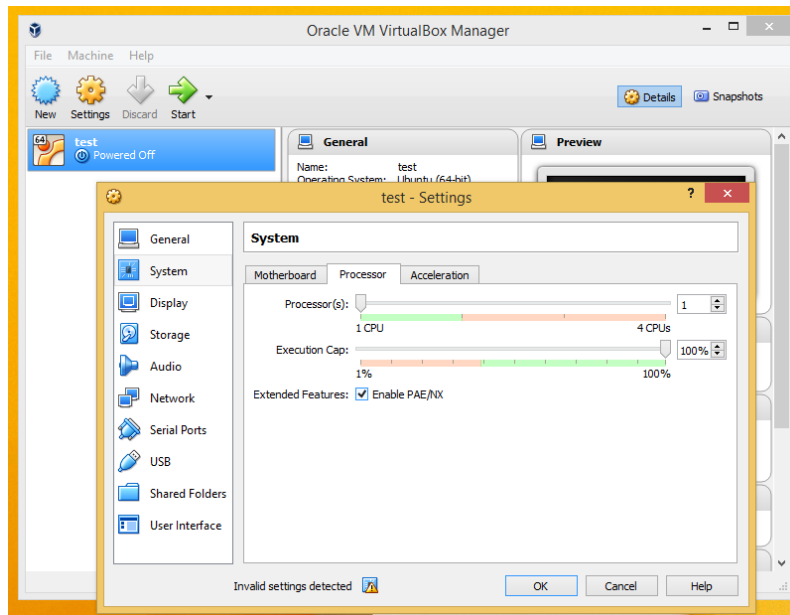 Oracle VM VirtualBox Manager
File Machine Help
New Settings Discard Start
Details Snapshots
64 test
Powered Off
General
Preview
Name: test
Operating System: Ubuntu (64-bit)
test - Settings
?
General
System
Display
Storage
Audio
Network
Serial Ports
USB
Shared Folders
User Interface
System
Motherboard Processor Acceleration
Processor(s): 1
1 CPU 4 CPUs
Execution Cap: 100%
1% 100%
Extended Features: Enable PAE/NX
Invalid settings detected
OK Cancel Help